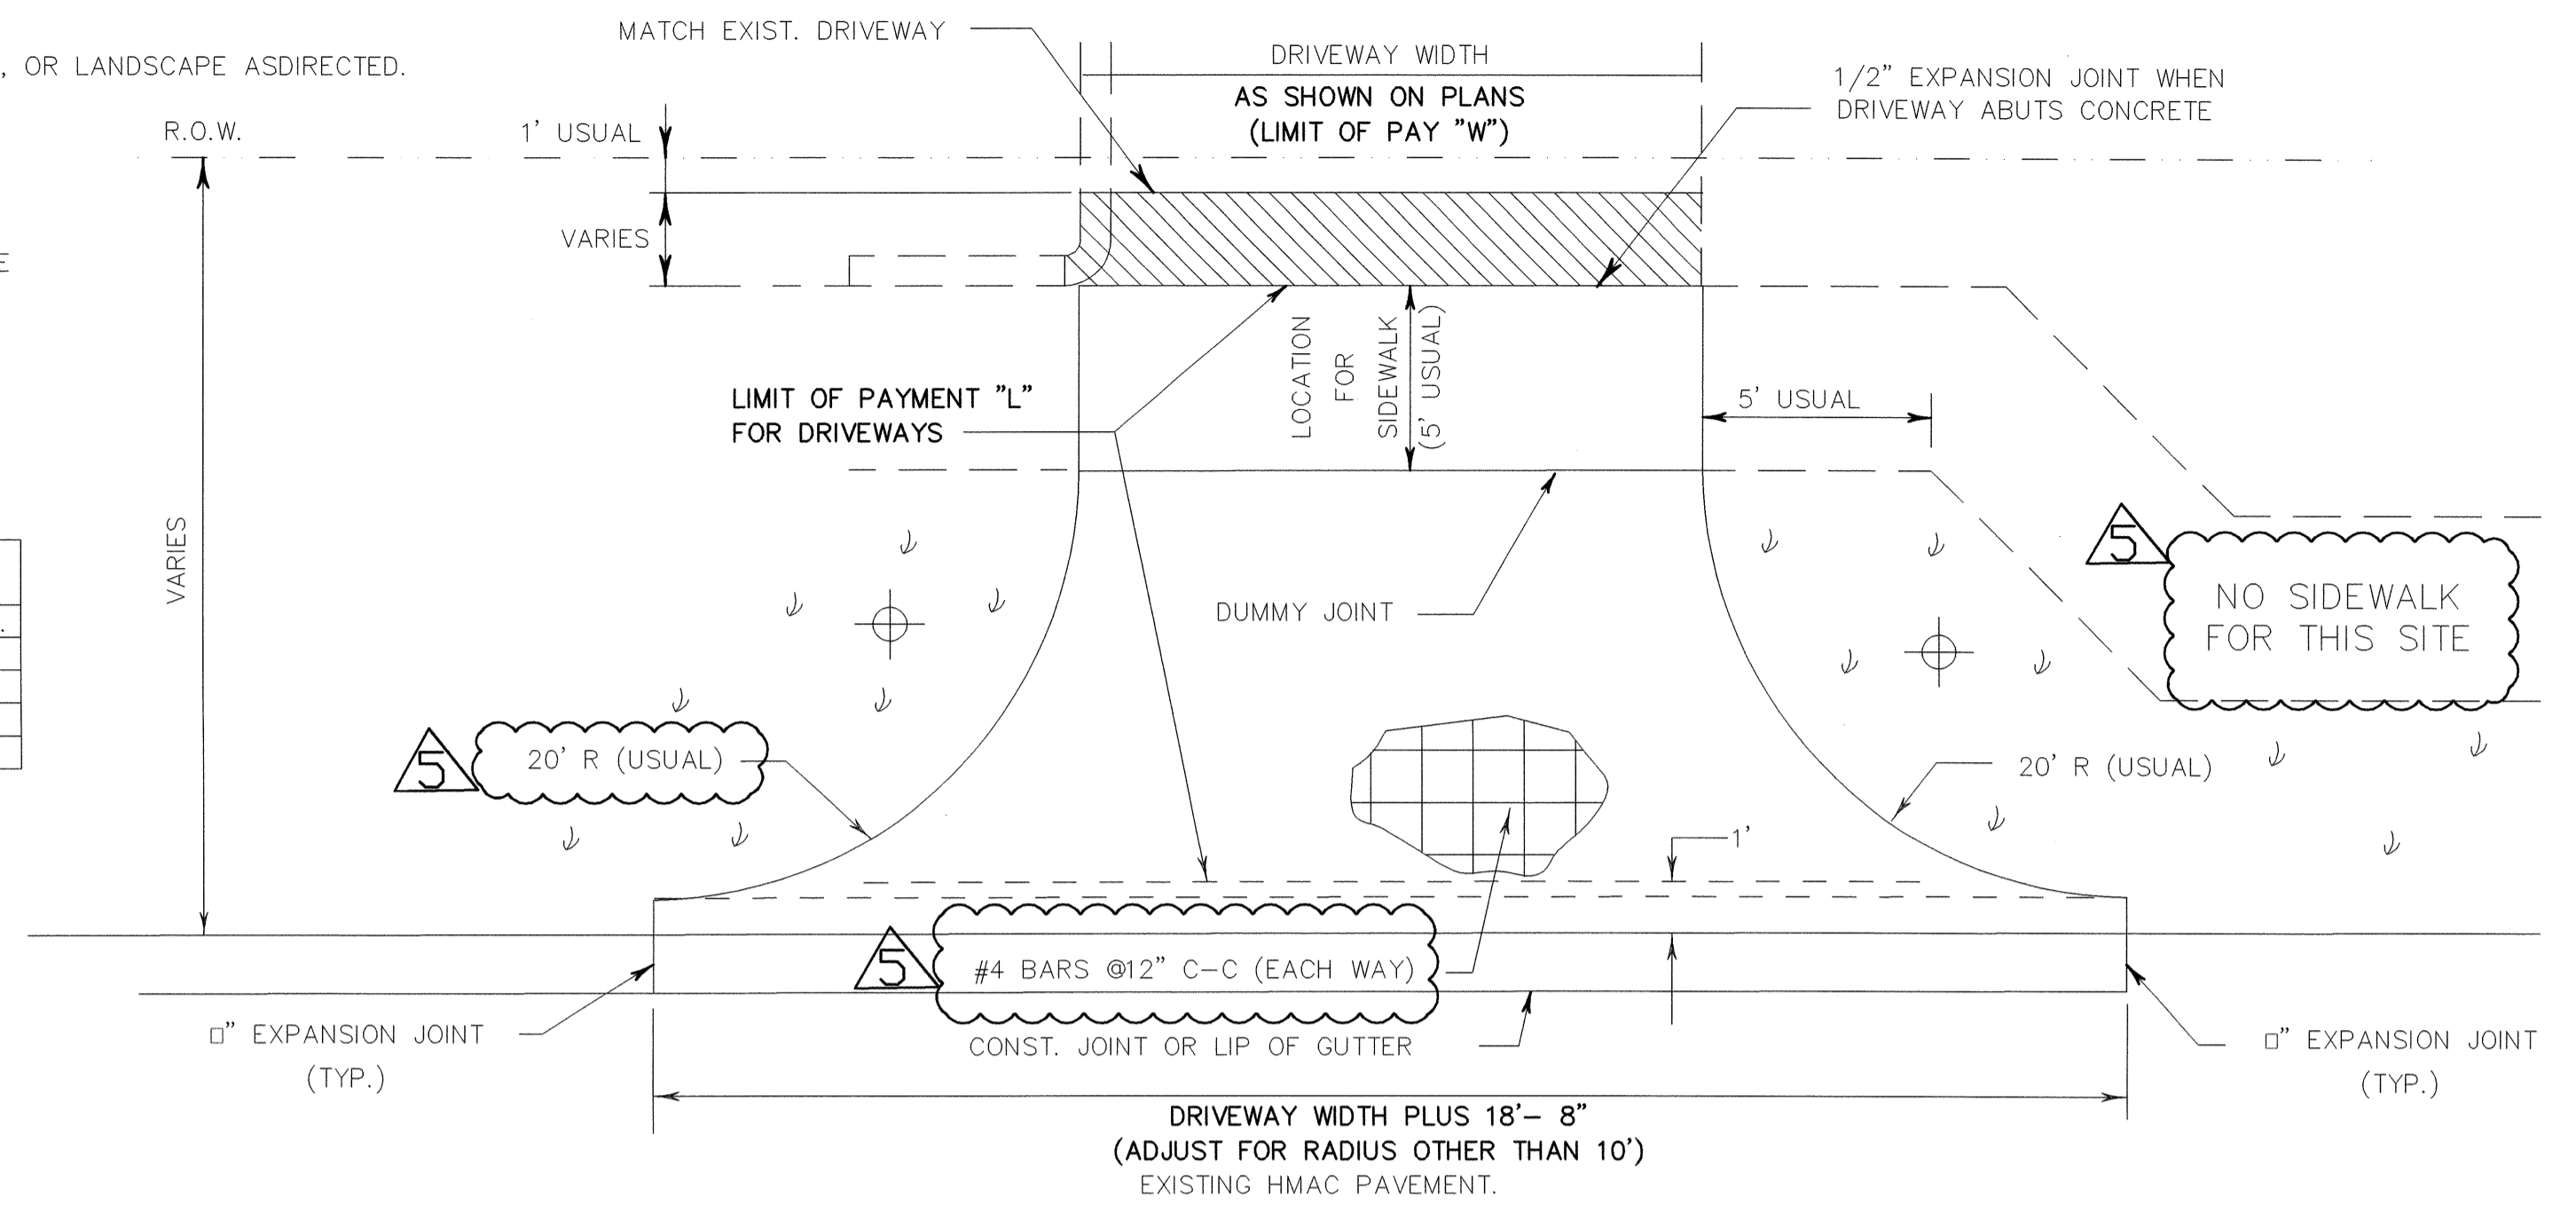 MATCH EXIST. DRIVEWAY
DRIVEWAY WIDTH
AS SHOWN ON PLANS
(LIMIT OF PAY "W")
, OR LANDSCAPE ASDIRECTED.
1/2" EXPANSION JOINT WHEN
DRIVEWAY ABUTS CONCRETE
R.O.W.
1' USUAL
VARIES
E
LOCATION
FOR
SIDEWALK
(5' USUAL)
LIMIT OF PAYMENT "L"
FOR DRIVEWAYS
5' USUAL
VARIES
5
NO SIDEWALK
FOR THIS SITE
DUMMY JOINT
.
5
20' R (USUAL)
20' R (USUAL)
1'
5
#4 BARS @12" C-C (EACH WAY)
□" EXPANSION JOINT
(TYP.)
CONST. JOINT OR LIP OF GUTTER
□" EXPANSION JOINT
(TYP.)
DRIVEWAY WIDTH PLUS 18'- 8"
(ADJUST FOR RADIUS OTHER THAN 10')
EXISTING HMAC PAVEMENT.